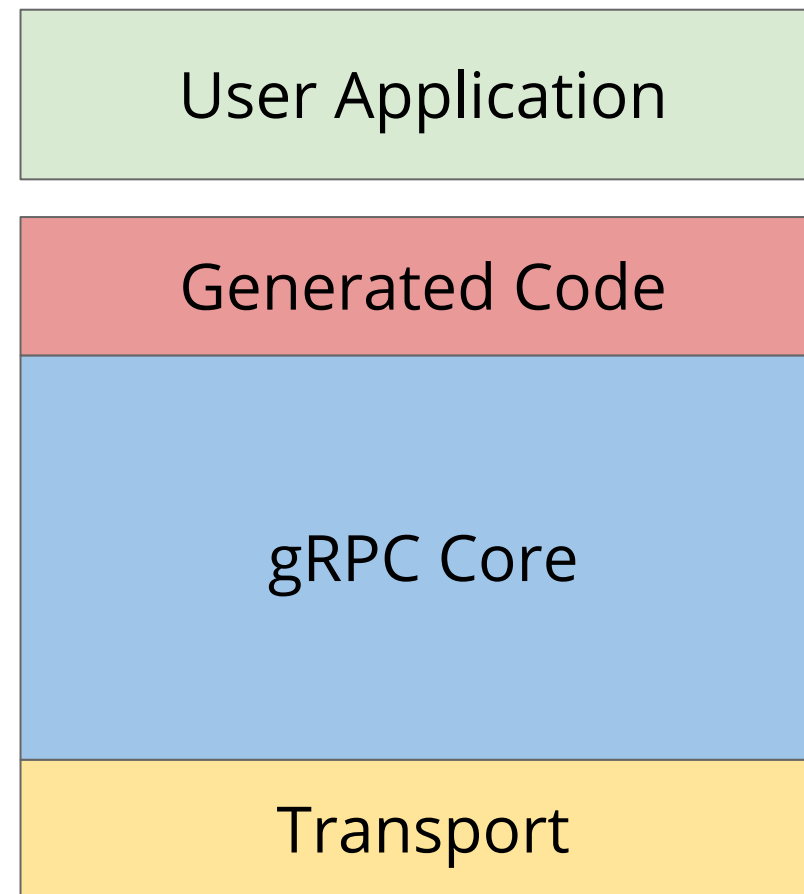 User Application
Generated Code
gRPC Core
Transport